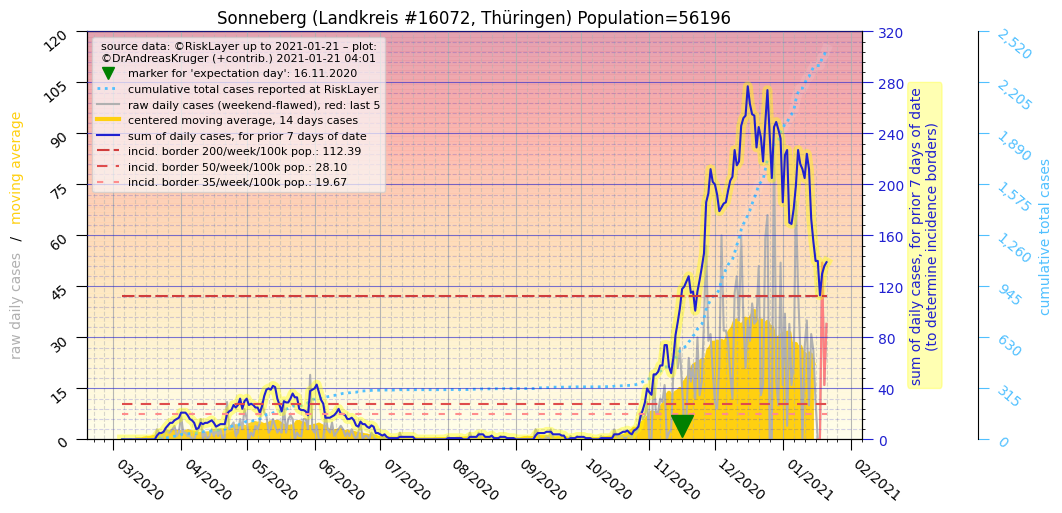 Sonneberg (Landkreis #16072, Thüringen) Population=56196
source data: ©RiskLayer up to 2021-01-21 – plot:
©DrAndreasKruger (+contrib.) 2021-01-21 04:01
marker for 'expectation day': 16.11.2020
cumulative total cases reported at RiskLayer
raw daily cases (weekend-flawed), red: last 5
centered moving average, 14 days cases
sum of daily cases, for prior 7 days of date
incid. border 200/week/100k pop.: 112.39
incid. border 50/week/100k pop.: 28.10
incid. border 35/week/100k pop.: 19.67
raw daily cases / moving average
120
105
90
75
60
45
30
15
0
03/2020
04/2020
05/2020
06/2020
07/2020
08/2020
09/2020
10/2020
11/2020
12/2020
01/2021
02/2021
320
280
240
200
160
120
80
40
0
sum of daily cases, for prior 7 days of date
(to determine incidence borders)
2,520
2,205
1,890
1,575
1,260
945
630
315
0
cumulative total cases